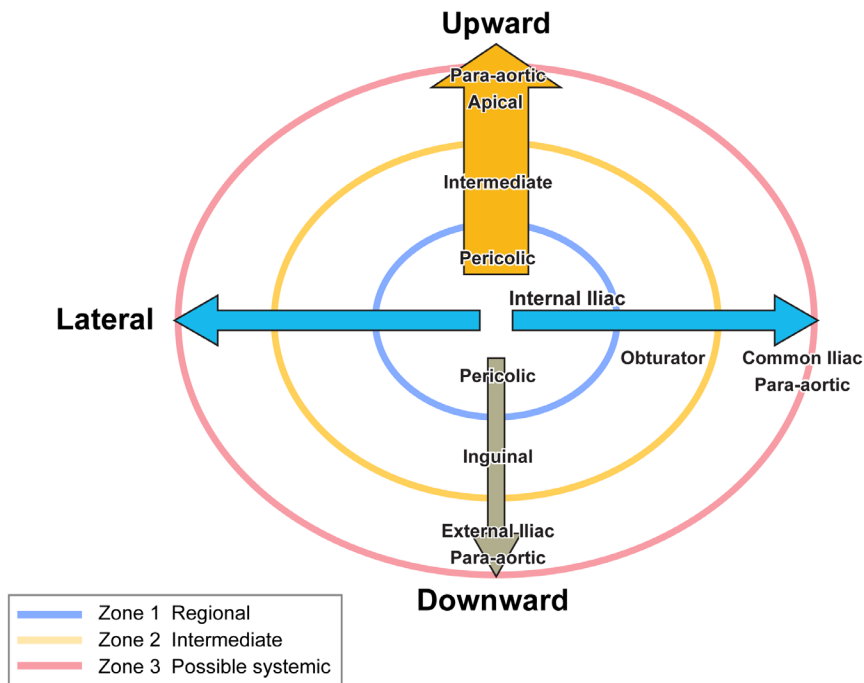 Upward
Para-aortic
Apical
Intermediate
Pericolic
Internal Iliac
Lateral
Obturator
Common Iliac
Para-aortic
Pericolic
Inguinal
External Iliac
Para-aortic
Downward
Zone 1 Regional
Zone 2 Intermediate
Zone 3 Possible systemic